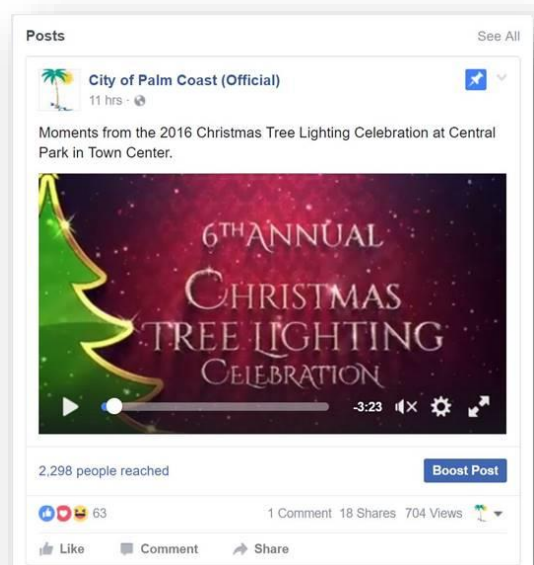 Posts See All
City of Palm Coast (Official)
11 hrs ·
Moments from the 2016 Christmas Tree Lighting Celebration at Central
Park in Town Center.
6TH ANNUAL
CHRISTMAS
TREE LIGHTING
CELEBRATION
-3:23
2,298 people reached Boost Post
63 1 Comment 18 Shares 704 Views
Like Comment Share